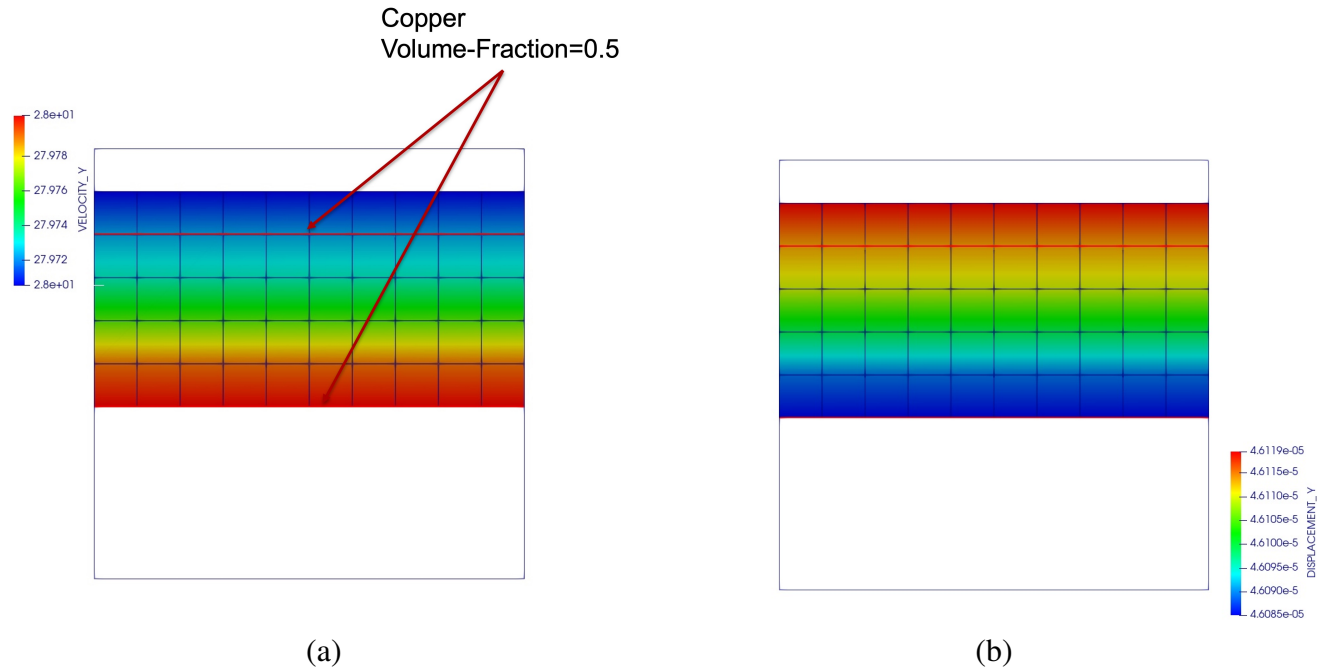 Copper
Volume-Fraction=0.5
2.8e+01
27.978
27.976
27.974
27.972
2.8e+01
VELOCITY_Y
4.6119e-05
4.6115e-5
4.6110e-5
4.6105e-5
4.6100e-5
4.6095e-5
4.6090e-5
4.6085e-05
DISPLACEMENT_Y
(a)
(b)